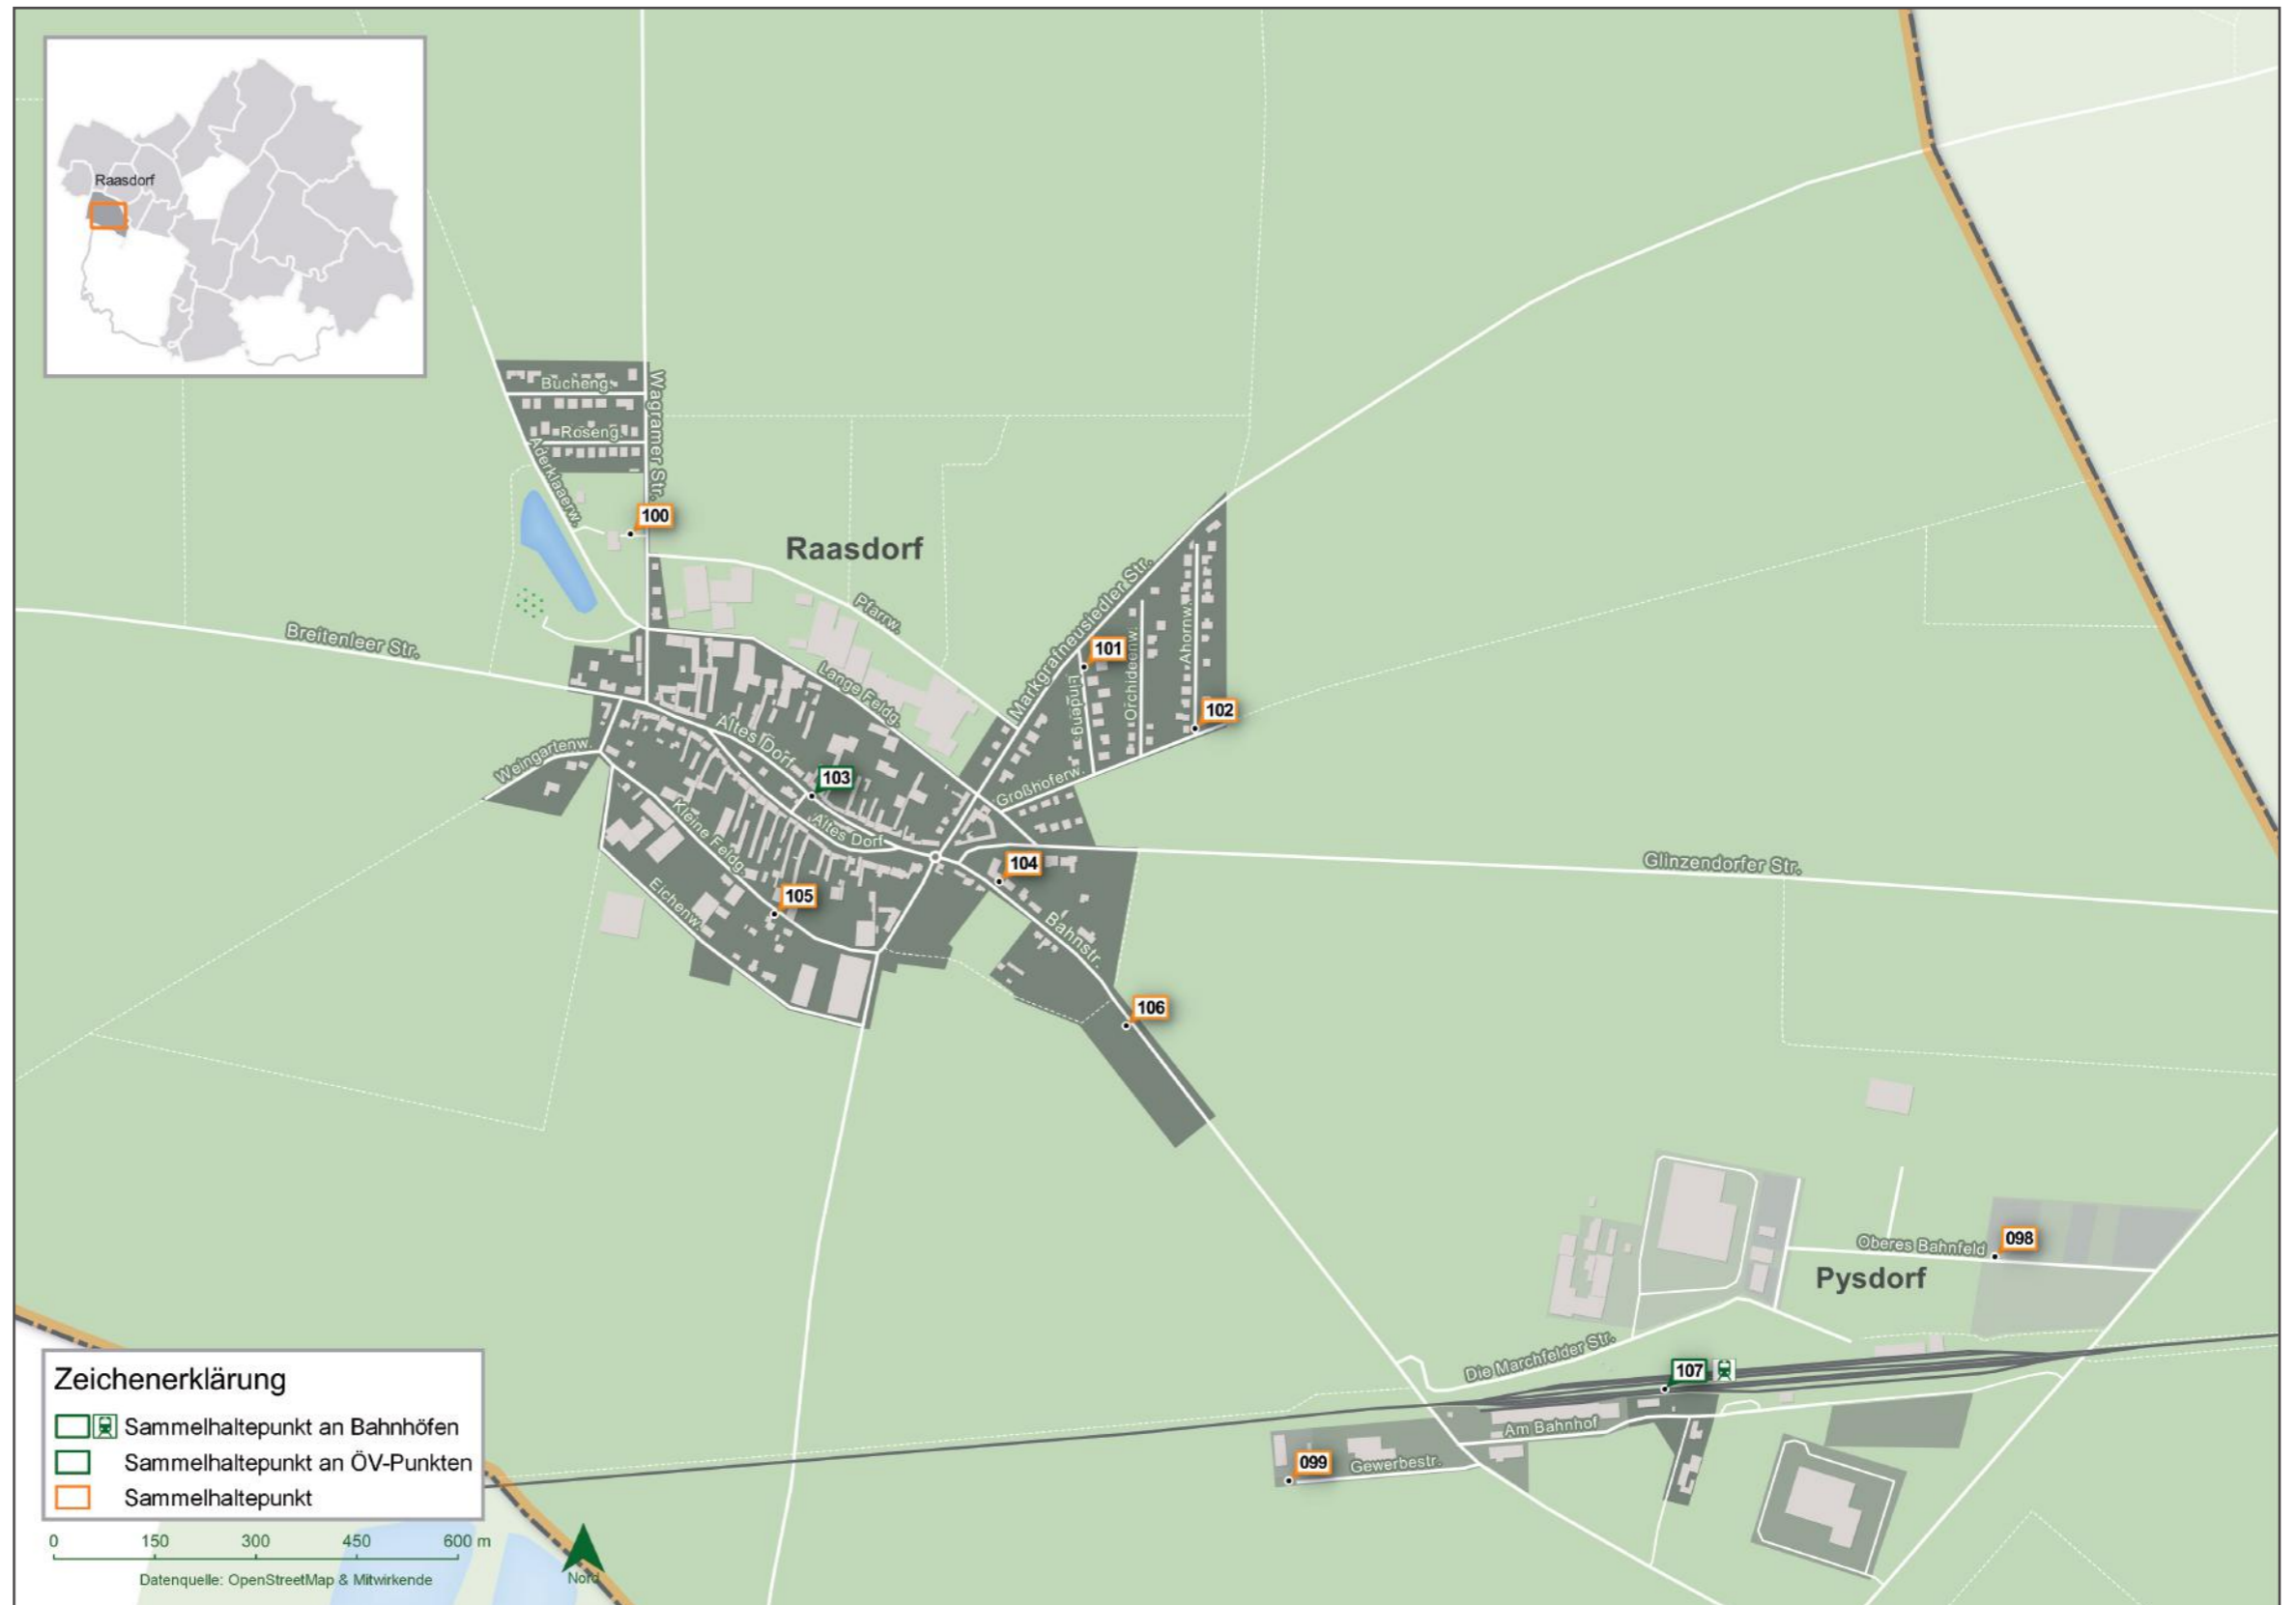 Raasdorf
Bucheng.
Roseng.
Wagramer Str.
Aderklaaerw.
100
Raasdorf
Pfarrw.
Markgrafneusiedler Str.
Breitenleer Str.
Lange Feldg.
101
Lindeng.
Orchideenw.
Ahornw.
102
Altes Dorf
Weingartenw.
103
Großhoferw.
Kleine Feldg.
Altes Dorf
104
Glinzendorfer Str.
Eichenw.
105
Bahnstr.
106
098
Oberes Bahnfeld
Pysdorf
Die Marchfelder Str.
107
Am Bahnhof
099
Gewerbestr.
Zeichenerklärung
Sammelhaltepunkt an Bahnhöfen
Sammelhaltepunkt an ÖV-Punkten
Sammelhaltepunkt
0 150 300 450 600 m
Datenquelle: OpenStreetMap & Mitwirkende
Nord